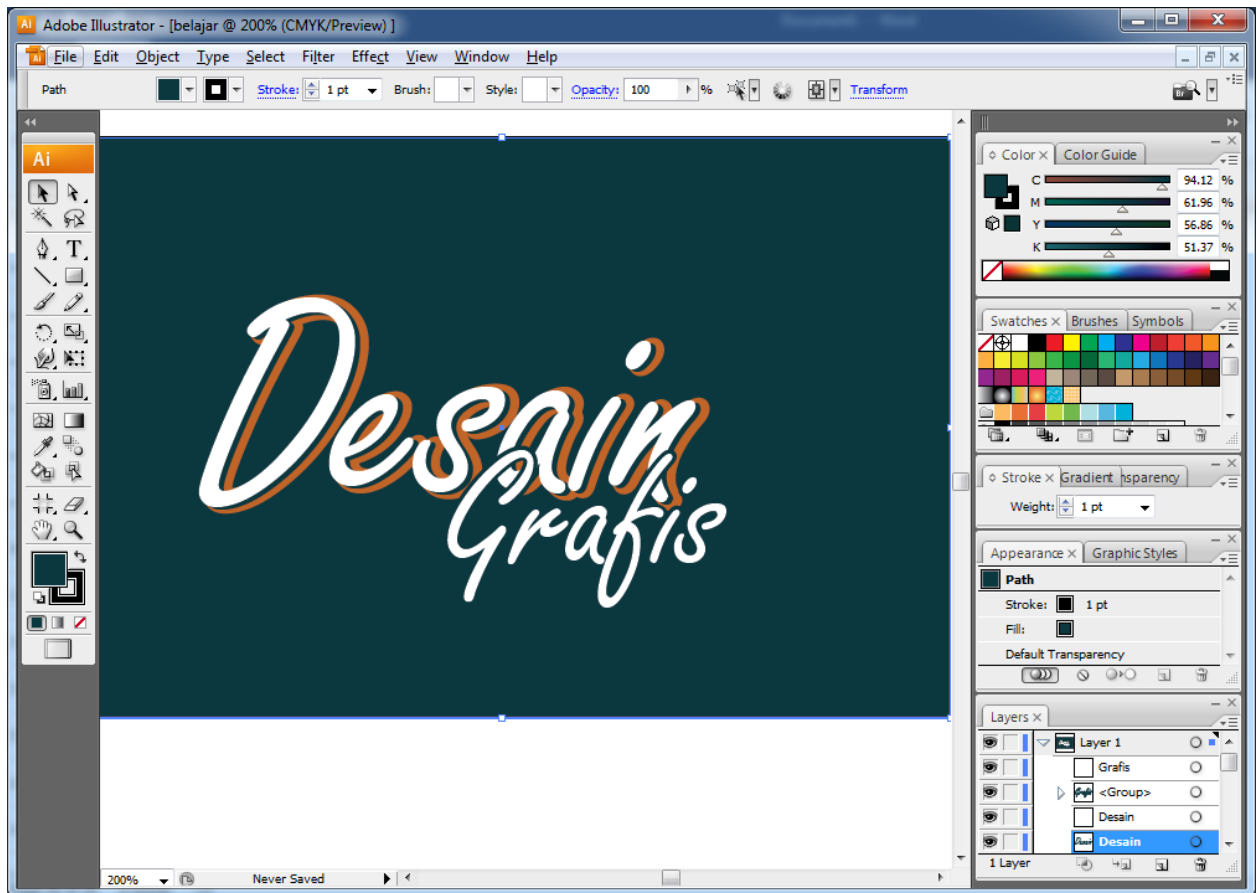 Adobe Illustrator - [belajar @ 200% (CMYK/Preview) ]
File Edit Object Type Select Filter Effect View Window Help
Path Stroke: 1 pt Brush: Style: Opacity: 100 % Transform
Ai
T
Desain
Grafis
Color Color Guide
C 94.12 %
M 61.96 %
Y 56.86 %
K 51.37 %
Swatches Brushes Symbols
Stroke Gradient nsparency
Weight: 1 pt
Appearance Graphic Styles
Path
Stroke: 1 pt
Fill:
Default Transparency
Layers
Layer 1
Grafis
<Group>
Desain
Desain
1 Layer
200% Never Saved